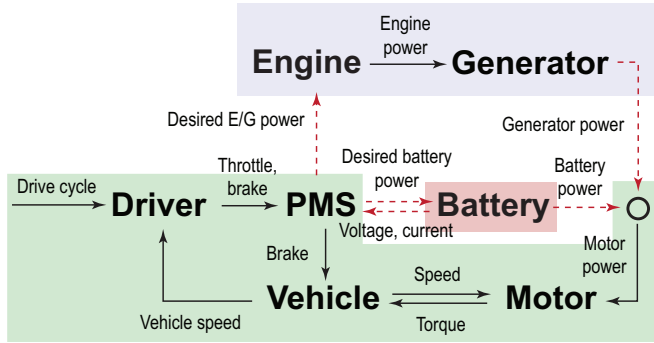 Engine
power
Engine
Generator
Desired E/G power
Generator power
Drive cycle
Throttle,
brake
Desired battery
power
Battery
power
Driver
PMS
Battery
Voltage, current
Brake
Motor
power
Speed
Vehicle
Motor
Vehicle speed
Torque